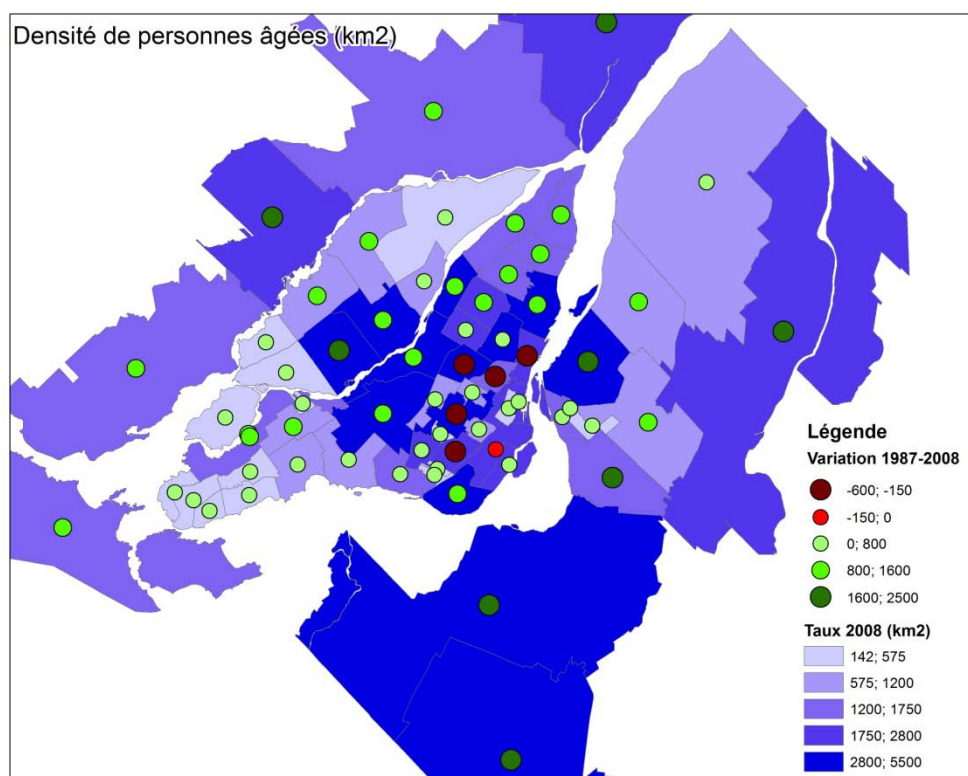 Densité de personnes âgées (km2)
Légende
Variation 1987-2008
-600; -150
-150; 0
0; 800
800; 1600
1600; 2500
Taux 2008 (km2)
142; 575
575; 1200
1200; 1750
1750; 2800
2800; 5500